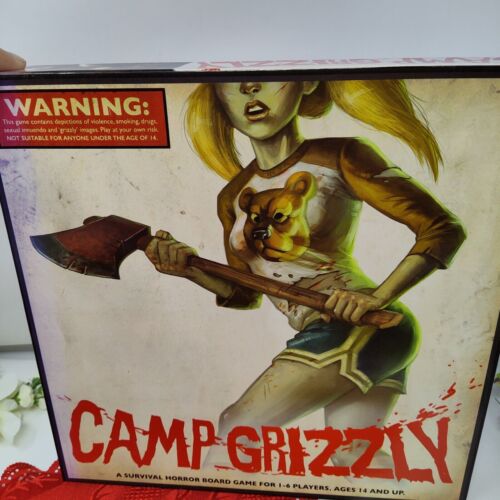 CAMP GRIZZLY
WARNING:
This game contains depictions of violence, smoking, drugs,
sexual innuendo and 'grizzly' images. Play at your own risk.
NOT SUITABLE FOR ANYONE UNDER THE AGE OF 14.
CAMP GRIZZLY
A SURVIVAL HORROR BOARD GAME FOR 1-6 PLAYERS. AGES 14 AND UP.